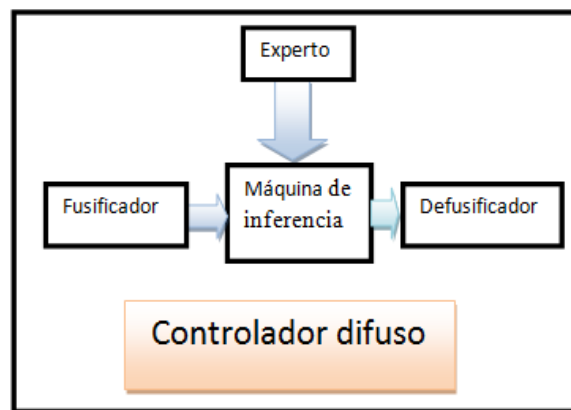 Experto
Fusificador
Máquina de
inferencia
Defusificador
Controlador difuso